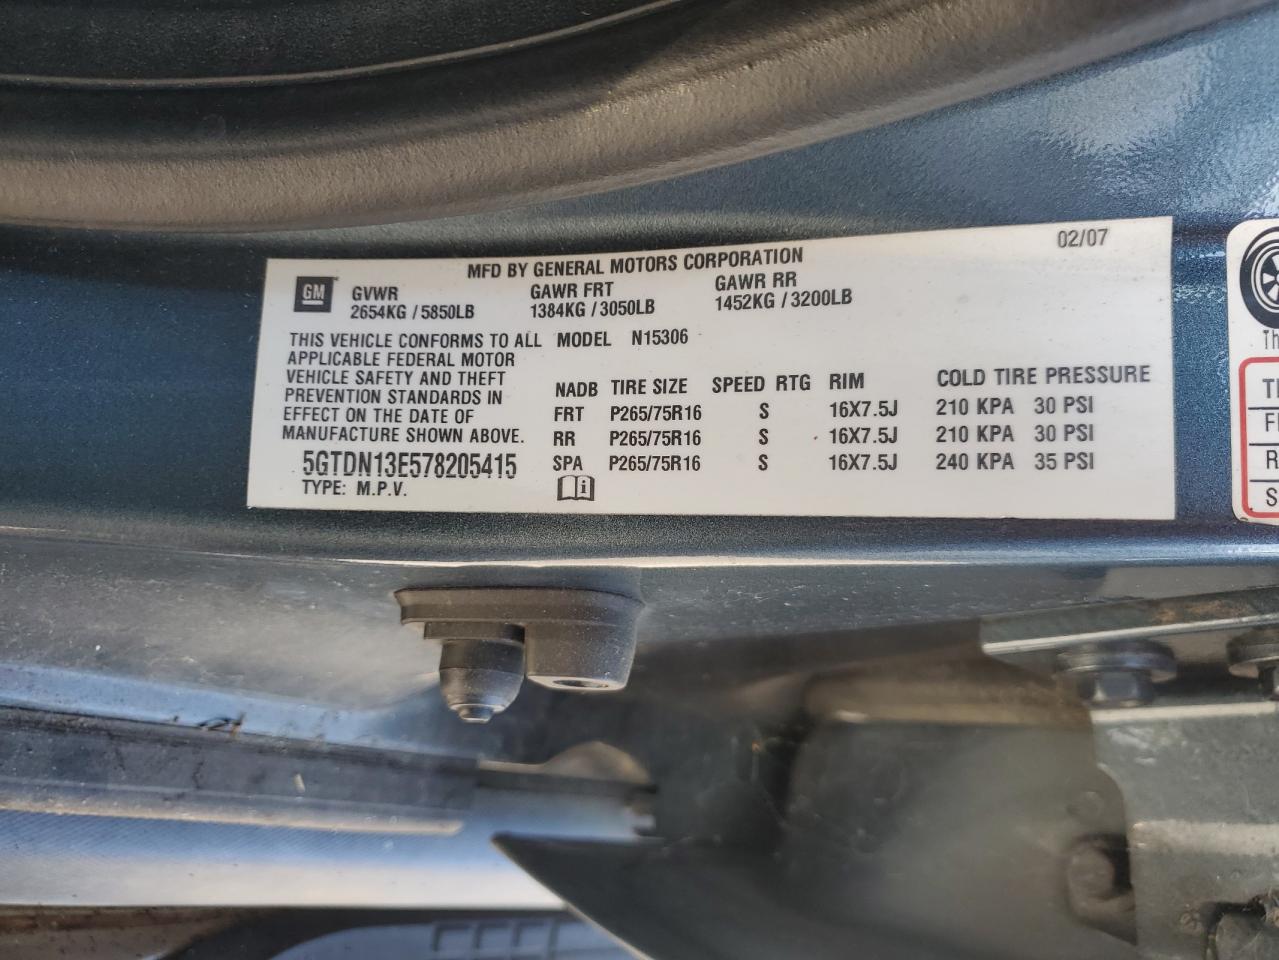 02/07
MFD BY GENERAL MOTORS CORPORATION
GM
GVWR GAWR FRT GAWR RR
2654KG / 5850LB 1384KG / 3050LB 1452KG / 3200LB
THIS VEHICLE CONFORMS TO ALL MODEL N15306
APPLICABLE FEDERAL MOTOR
VEHICLE SAFETY AND THEFT
PREVENTION STANDARDS IN
EFFECT ON THE DATE OF
MANUFACTURE SHOWN ABOVE.
NADB TIRE SIZE SPEED RTG RIM COLD TIRE PRESSURE
FRT P265/75R16 S 16X7.5J 210 KPA 30 PSI
RR P265/75R16 S 16X7.5J 210 KPA 30 PSI
SPA P265/75R16 S 16X7.5J 240 KPA 35 PSI
5GTDN13E578205415
TYPE: M.P.V.